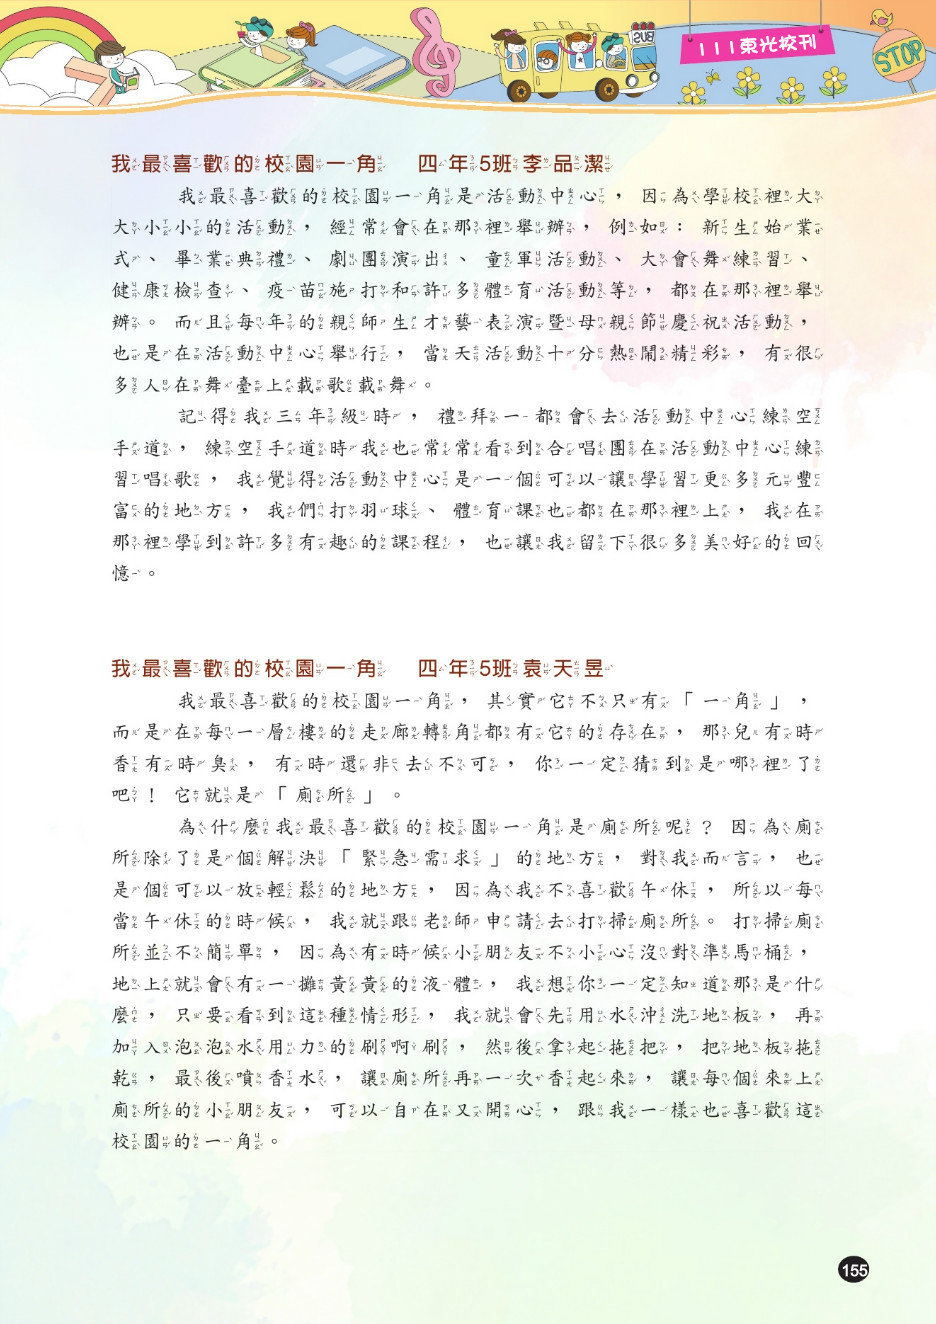 111東光校刊
STOP
BUS
我最喜歡的校園一角 四年5班李品潔
我最喜歡的校園一角是活動中心，因為學校裡大
大小小的活動，經常會在那裡舉辦，例如：新生始業
式、畢業典禮、劇團演出、童軍活動、大會舞練習、
健康檢查、疫苗施打和許多體育活動等，都在那裡舉
辦。而且每年的親師生才藝表演暨母親節慶祝活動，
也是在活動中心舉行，當天活動十分熱鬧精彩，有很
多人在舞臺上載歌載舞。
記得我三年級時，禮拜一都會去活動中心練空
手道，練空手道時我也常常看到合唱團在活動中心練
習唱歌，我覺得活動中心是一個可以讓學習更多元豐
富的地方，我們打羽球、體育課也都在那裡上，我在
那裡學到許多有趣的課程，也讓我留下很多美好的回
憶。
我最喜歡的校園一角 四年5班袁天昱
我最喜歡的校園一角，其實它不只有「一角」，
而是在每一層樓的走廊轉角都有它的存在，那兒有時
香有時臭，有時還非去不可，你一定猜到是哪裡了
吧！它就是「廁所」。
為什麼我最喜歡的校園一角是廁所呢？因為廁
所除了是個解決「緊急需求」的地方，對我而言，也
是個可以放輕鬆的地方，因為我不喜歡午休，所以每
當午休的時候，我就跟老師申請去打掃廁所。打掃廁
所並不簡單，因為有時候小朋友不小心沒對準馬桶，
地上就會有一攤黃黃的液體，我想你一定知道那是什
麼，只要看到這種情形，我就會先用水沖洗地板，再
加入泡泡水用力的刷啊刷，然後拿起拖把，把地板拖
乾，最後噴香水，讓廁所再一次香起來，讓每個來上
廁所的小朋友，可以自在又開心，跟我一樣也喜歡這
校園的一角。
155